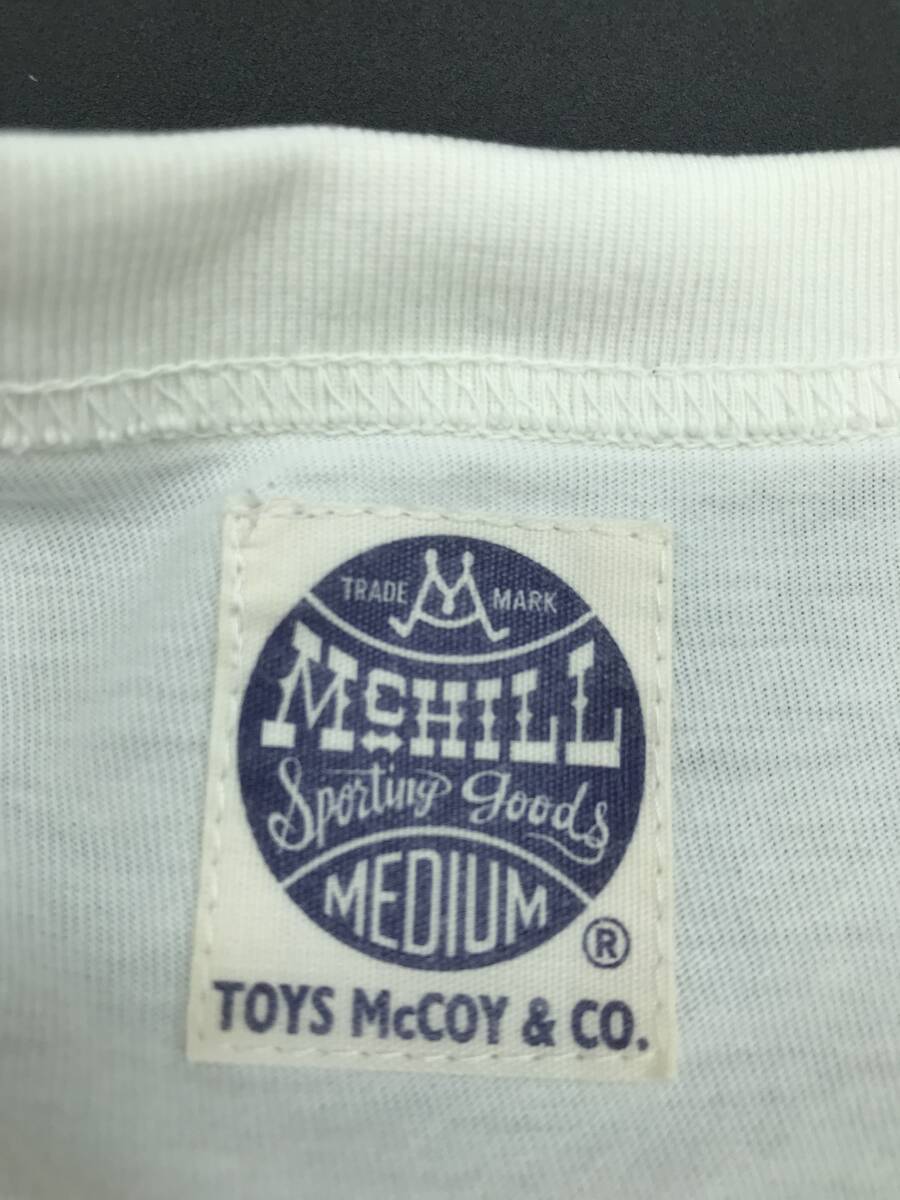 TRADE MARK
McHILL
Sporting goods
MEDIUM
®
TOYS McCOY & CO.